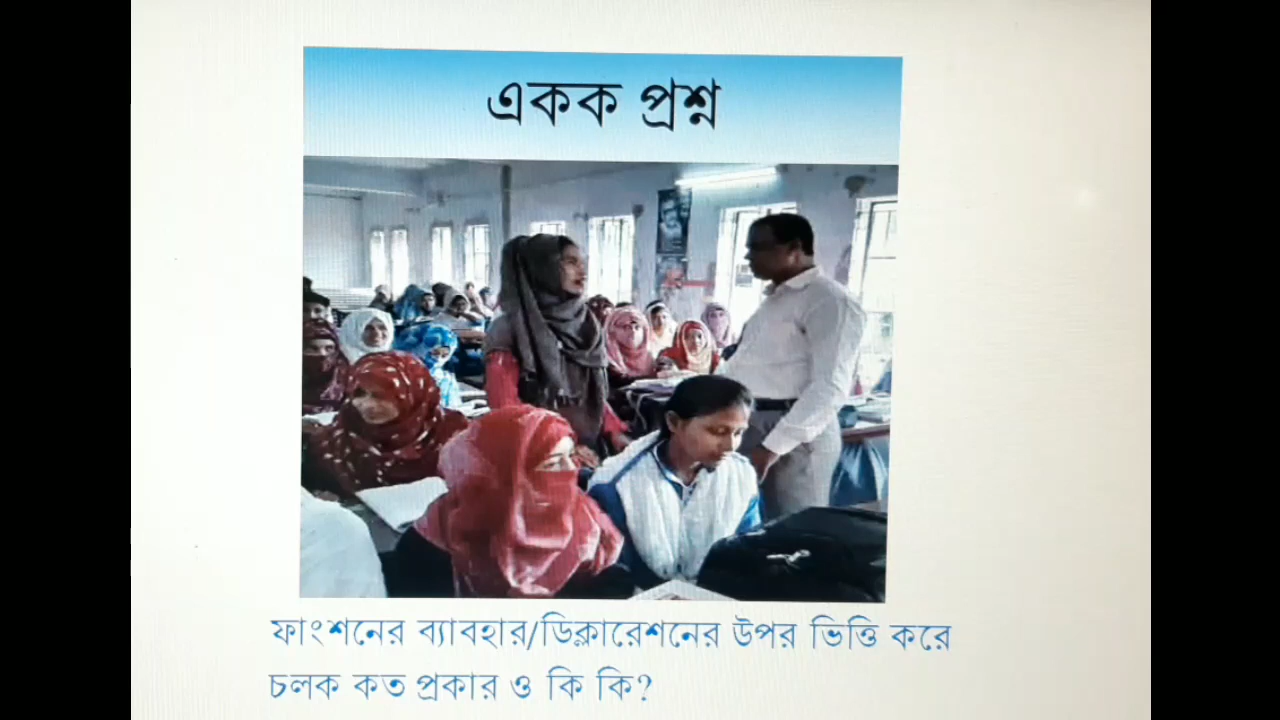 একক প্রশ্ন
ফাংশনের ব্যাবহার/ডিক্লারেশনের উপর ভিত্তি করে
চলক কত প্রকার ও কি কি?